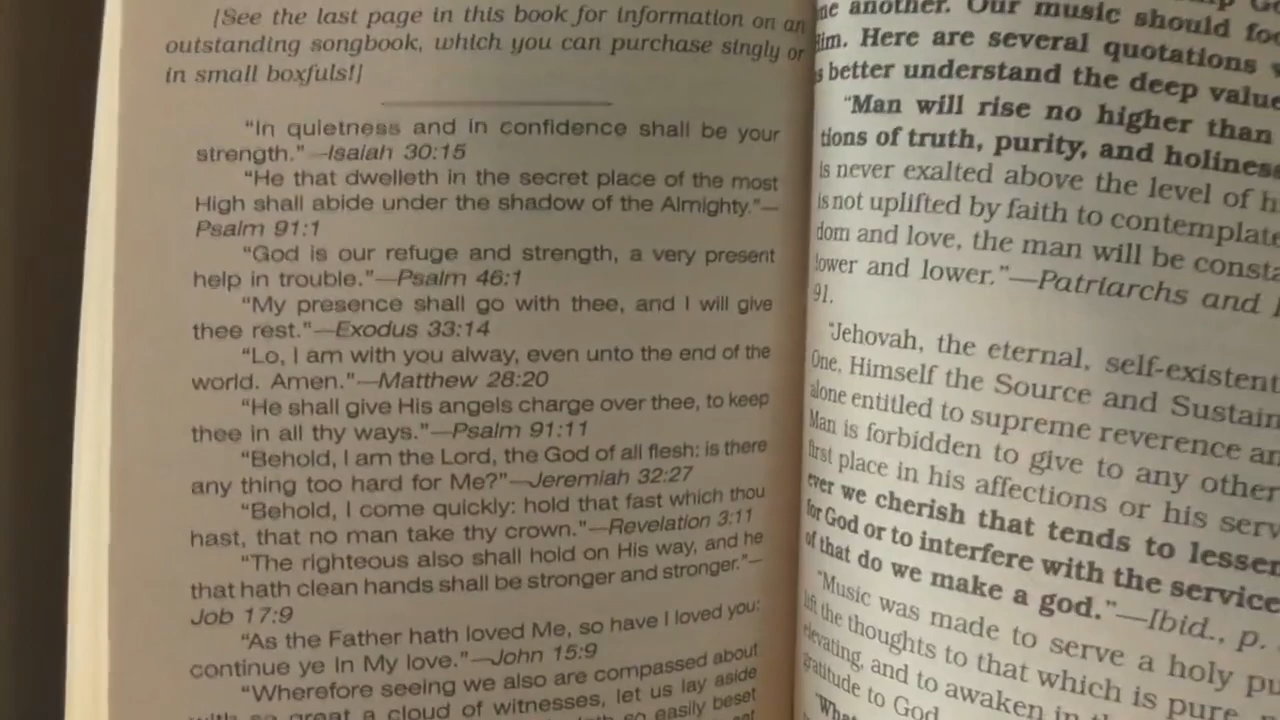 [See the last page in this book for information on an
outstanding songbook, which you can purchase singly or
in small boxfuls!]
"In quietness and in confidence shall be your
strength."—Isaiah 30:15
"He that dwelleth in the secret place of the most
High shall abide under the shadow of the Almighty."—
Psalm 91:1
"God is our refuge and strength, a very present
help in trouble."—Psalm 46:1
"My presence shall go with thee, and I will give
thee rest."—Exodus 33:14
"Lo, I am with you alway, even unto the end of the
world. Amen."—Matthew 28:20
"He shall give His angels charge over thee, to keep
thee in all thy ways."—Psalm 91:11
"Behold, I am the Lord, the God of all flesh: is there
any thing too hard for Me?"—Jeremiah 32:27
"Behold, I come quickly: hold that fast which thou
hast, that no man take thy crown."—Revelation 3:11
"The righteous also shall hold on His way, and he
that hath clean hands shall be stronger and stronger."—
Job 17:9
"As the Father hath loved Me, so have I loved you:
continue ye In My love."—John 15:9
"Wherefore seeing we also are compassed about
with so great a cloud of witnesses, let us lay aside
so easily beset
another. Our music should
Him. Here are several quotations
better understand the deep
"Man will rise no higher than
tions of truth, purity, and holiness
is never exalted above the level of
is not uplifted by faith to contemplate
dom and love, the man will be
lower and lower."—Patriarchs and
91.
"Jehovah, the eternal, self-existent
One, Himself the Source and
alone entitled to supreme reverence
Man is forbidden to give to any other
first place in his affections or his
ever we cherish that tends to lessen
for God or to interfere with the service
of that do we make a god."—Ibid., p.
"Music was made to serve a holy
lift the thoughts to that which is pure,
elevating, and to awaken in
gratitude to God